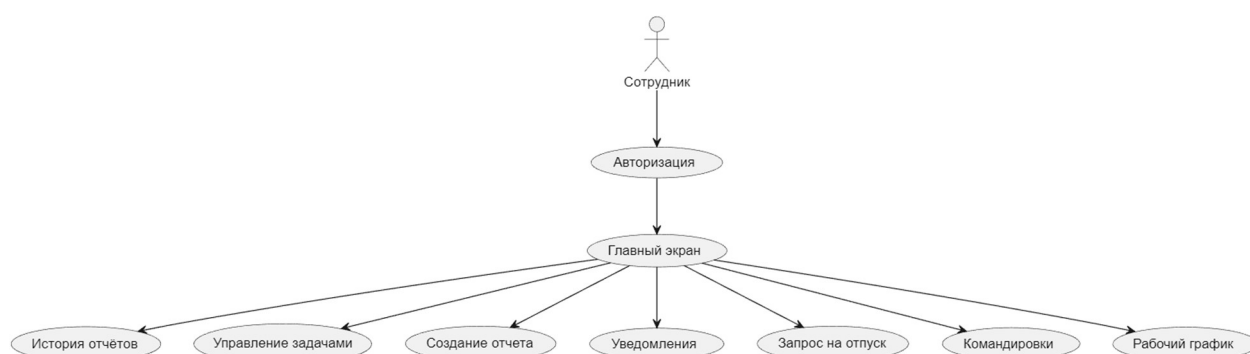 Сотрудник
Авторизация
Главный экран
История отчётов
Управление задачами
Создание отчета
Уведомления
Запрос на отпуск
Командировки
Рабочий график